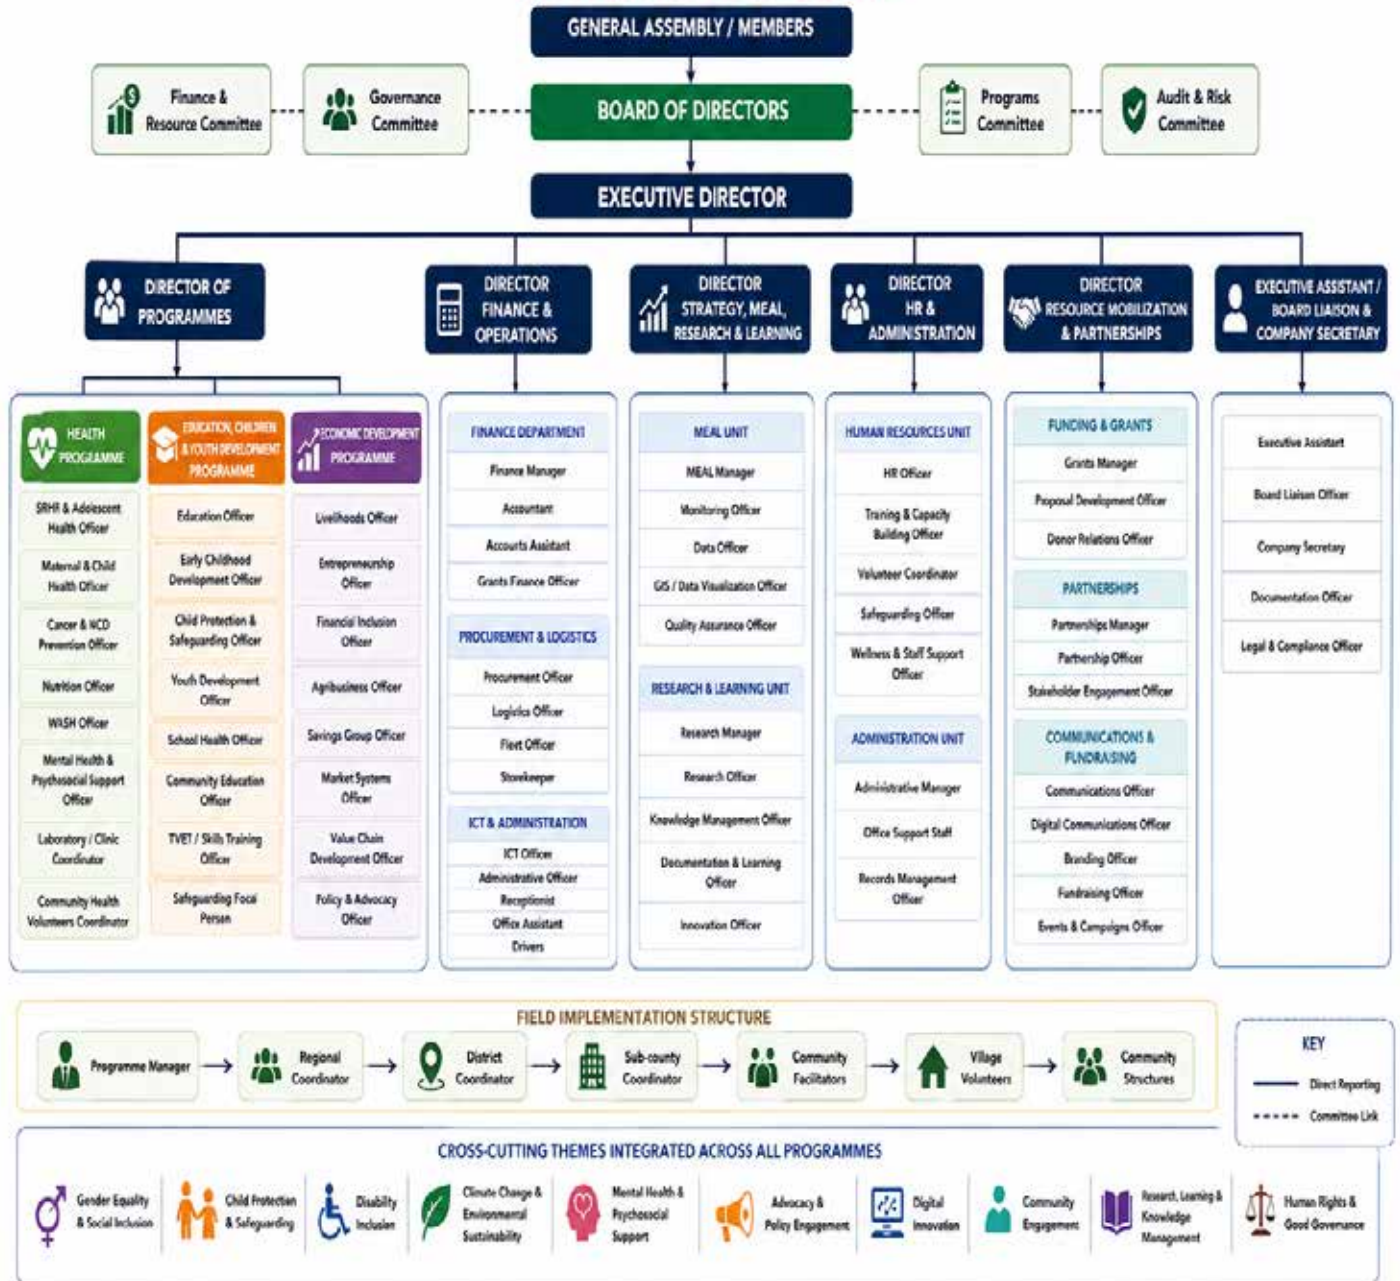 GENERAL ASSEMBLY / MEMBERS
Finance &
Resource Committee
Governance
Committee
BOARD OF DIRECTORS
Programs
Committee
Audit & Risk
Committee
EXECUTIVE DIRECTOR
DIRECTOR OF
PROGRAMMES
DIRECTOR
FINANCE &
OPERATIONS
DIRECTOR
STRATEGY, MEAL,
RESEARCH & LEARNING
DIRECTOR
HR &
ADMINISTRATION
DIRECTOR
RESOURCE MOBILIZATION
& PARTNERSHIPS
EXECUTIVE ASSISTANT /
BOARD LIAISON &
COMPANY SECRETARY
HEALTH
PROGRAMME
SRHR & Adolescent
Health Officer
Maternal & Child
Health Officer
Cancer & NCD
Prevention Officer
Nutrition Officer
WASH Officer
Mental Health &
Psychosocial Support
Officer
Laboratory / Clinic
Coordinator
Community Health
Volunteers Coordinator
EDUCATION, CHILDREN
& YOUTH DEVELOPMENT
PROGRAMME
Education Officer
Early Childhood
Development Officer
Child Protection &
Safeguarding Officer
Youth Development
Officer
School Health Officer
Community Education
Officer
TVET / Skills Training
Officer
Safeguarding Focal
Person
ECONOMIC DEVELOPMENT
PROGRAMME
Livelihoods Officer
Entrepreneurship
Officer
Financial Inclusion
Officer
Agribusiness Officer
Savings Group Officer
Market Systems
Officer
Value Chain
Development Officer
Policy & Advocacy
Officer
FINANCE DEPARTMENT
Finance Manager
Accountant
Accounts Assistant
Grants Finance Officer
PROCUREMENT & LOGISTICS
Procurement Officer
Logistics Officer
Fleet Officer
Storekeeper
ICT & ADMINISTRATION
ICT Officer
Administrative Officer
Receptionist
Office Assistant
Drivers
MEAL UNIT
MEAL Manager
Monitoring Officer
Data Officer
GIS / Data Visualization Officer
Quality Assurance Officer
RESEARCH & LEARNING UNIT
Research Manager
Research Officer
Knowledge Management Officer
Documentation & Learning
Officer
Innovation Officer
HUMAN RESOURCES UNIT
HR Officer
Training & Capacity
Building Officer
Volunteer Coordinator
Safeguarding Officer
Wellness & Staff Support
Officer
ADMINISTRATION UNIT
Administrative Manager
Office Support Staff
Records Management
Officer
FUNDING & GRANTS
Grants Manager
Proposal Development Officer
Donor Relations Officer
PARTNERSHIPS
Partnerships Manager
Partnership Officer
Stakeholder Engagement Officer
COMMUNICATIONS &
FUNDRAISING
Communications Officer
Digital Communications Officer
Branding Officer
Fundraising Officer
Events & Campaigns Officer
Executive Assistant
Board Liaison Officer
Company Secretary
Documentation Officer
Legal & Compliance Officer
FIELD IMPLEMENTATION STRUCTURE
Programme Manager
Regional
Coordinator
District
Coordinator
Sub-county
Coordinator
Community
Facilitators
Village
Volunteers
Community
Structures
KEY
Direct Reporting
Committee Link
CROSS-CUTTING THEMES INTEGRATED ACROSS ALL PROGRAMMES
Gender Equality
& Social Inclusion
Child Protection
& Safeguarding
Disability
Inclusion
Climate Change &
Environmental
Sustainability
Mental Health &
Psychosocial
Support
Advocacy &
Policy Engagement
Digital
Innovation
Community
Engagement
Research, Learning &
Knowledge
Management
Human Rights &
Good Governance